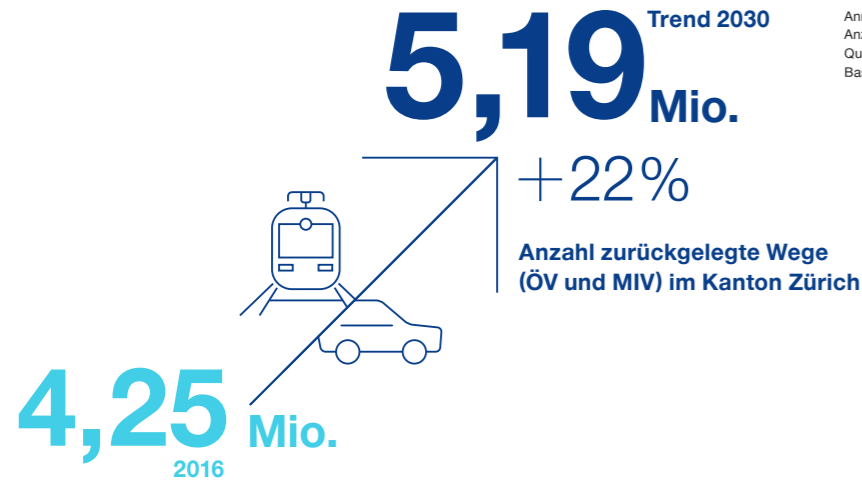 Trend 2030
5,19 Mio.
+22%
Anzahl zurückgelegte Wege
(ÖV und MIV) im Kanton Zürich
4,25 Mio.
2016